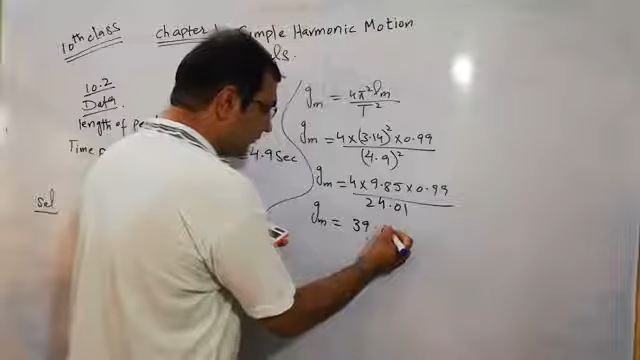 10th class chapter Simple Harmonic Motion
10.2
Data.
length of
Time = 4.9 sec
sol
gm = 4π²lm / T²
gm = 4 x (3.14)² x 0.99 / (4.9)²
gm = 4 x 9.85 x 0.99 / 24.01
gm = 39.